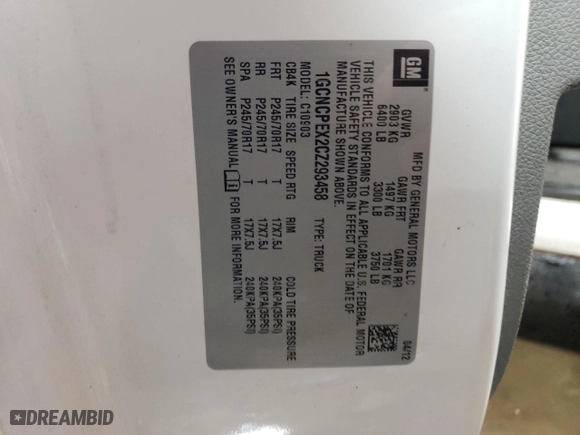 GM
MFD BY GENERAL MOTORS LLC
04/12
GVWR GAWR FRT GAWR RR
2903 KG 1497 KG 1701 KG
6400 LB 3300 LB 3750 LB
THIS VEHICLE CONFORMS TO ALL APPLICABLE U.S. FEDERAL MOTOR
VEHICLE SAFETY STANDARDS IN EFFECT ON THE DATE OF
MANUFACTURE SHOWN ABOVE.
1GCNCPEX2CZ293458 TYPE: TRUCK
MODEL: C10903
CB4K TIRE SIZE SPEED RTG RIM COLD TIRE PRESSURE
FRT P245/70R17 T 17X7.5J 240KPA(35PSI)
RR P245/70R17 T 17X7.5J 240KPA(35PSI)
SPA P245/70R17 T 17X7.5J 240KPA(35PSI)
SEE OWNER'S MANUAL FOR MORE INFORMATION.
DREAMBID